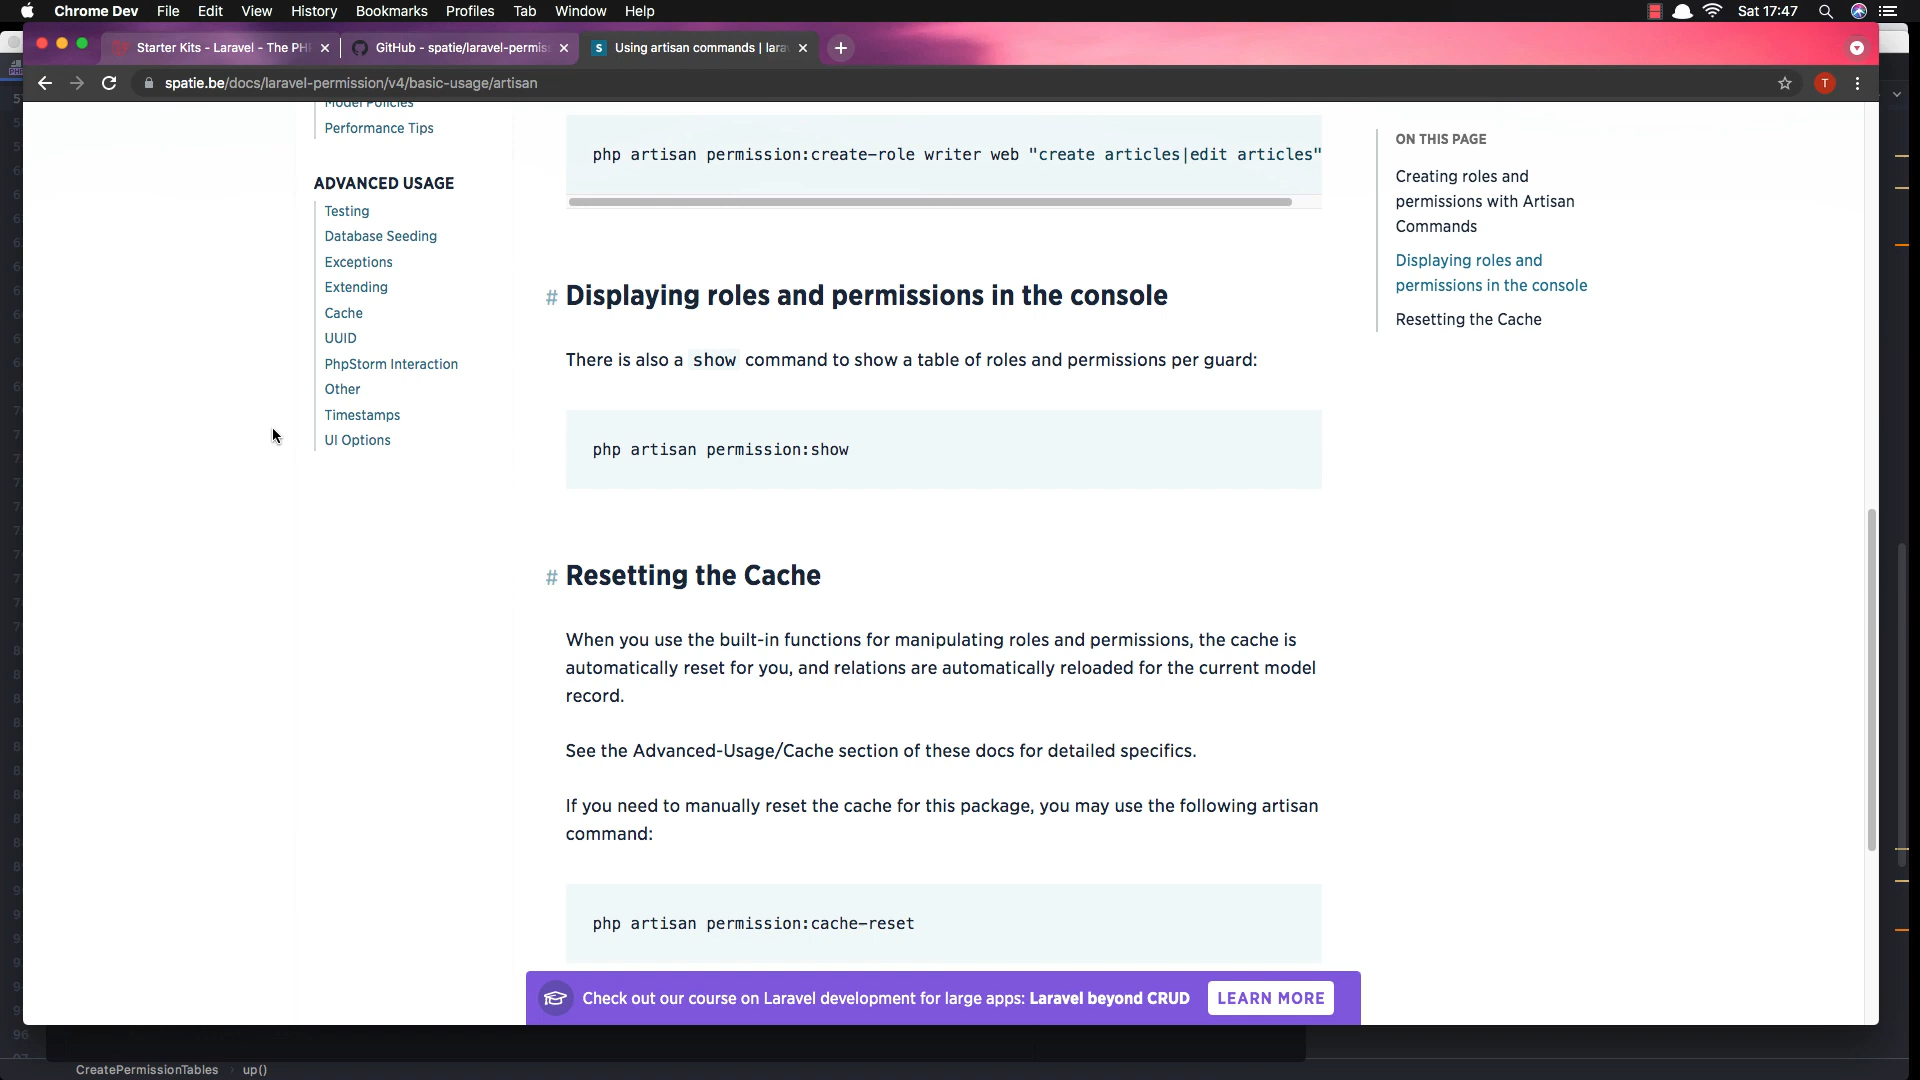 Chrome Dev File Edit View History Bookmarks Profiles Tab Window Help
Sat 17:47
Starter Kits - Laravel - The PH
GitHub - spatie/laravel-permis
S Using artisan commands | lara
spatie.be/docs/laravel-permission/v4/basic-usage/artisan
T
Model Policies
Performance Tips
ADVANCED USAGE
Testing
Database Seeding
Exceptions
Extending
Cache
UUID
PhpStorm Interaction
Other
Timestamps
UI Options
php artisan permission:create-role writer web "create articles|edit articles"
# Displaying roles and permissions in the console
There is also a show command to show a table of roles and permissions per guard:
php artisan permission:show
# Resetting the Cache
When you use the built-in functions for manipulating roles and permissions, the cache is
automatically reset for you, and relations are automatically reloaded for the current model
record.
See the Advanced-Usage/Cache section of these docs for detailed specifics.
If you need to manually reset the cache for this package, you may use the following artisan
command:
php artisan permission:cache-reset
Check out our course on Laravel development for large apps: Laravel beyond CRUD LEARN MORE
ON THIS PAGE
Creating roles and
permissions with Artisan
Commands
Displaying roles and
permissions in the console
Resetting the Cache
96
CreatePermissionTables > up()